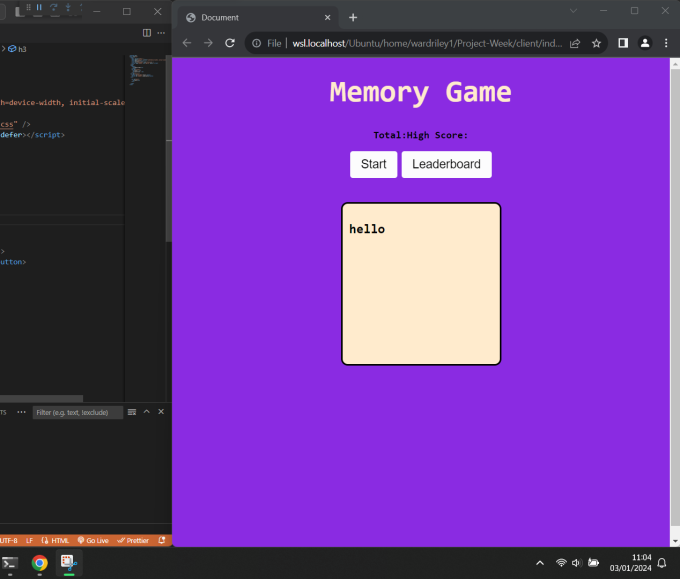 Document
h3
File
wsl.localhost/Ubuntu/home/wardriley1/Project-Week/client/ind...
Memory Game
h=device-width, initial-scale
css" />
defer></script>
Total:High Score:
Start
Leaderboard
hello
>
utton>
TS
Filter (e.g. text, !exclude)
UTF-8 LF HTML Go Live Prettier
11:04
03/01/2024